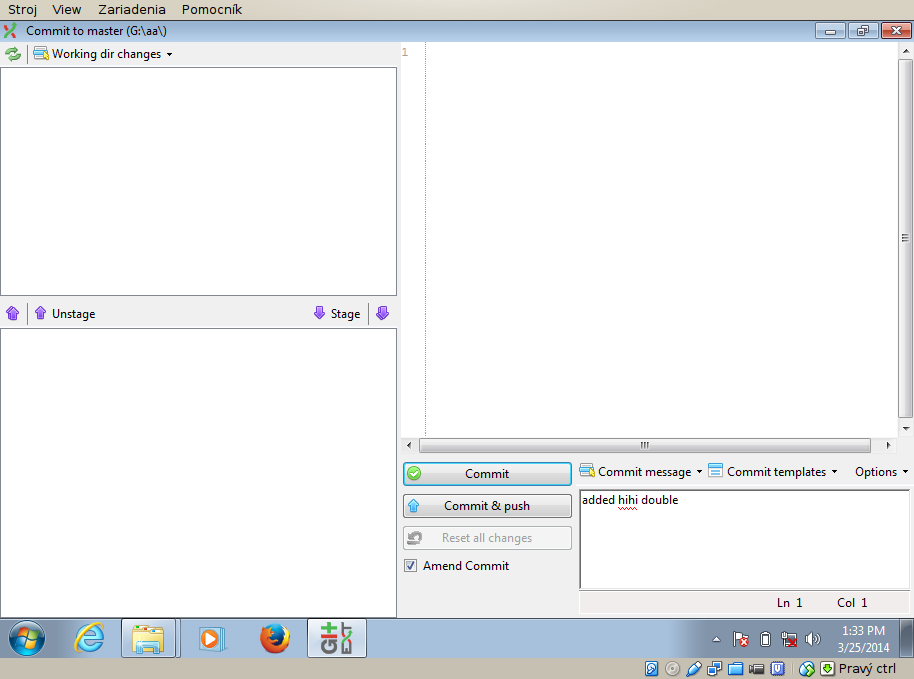 Stroj View Zariadenia Pomocník
Commit to master (G:\aa\)
Working dir changes
1
Unstage Stage
Commit
Commit message Commit templates Options
Commit & push
added hihi double
Reset all changes
Amend Commit
Ln 1 Col 1
Git EXT
1:33 PM
3/25/2014
Pravý ctrl